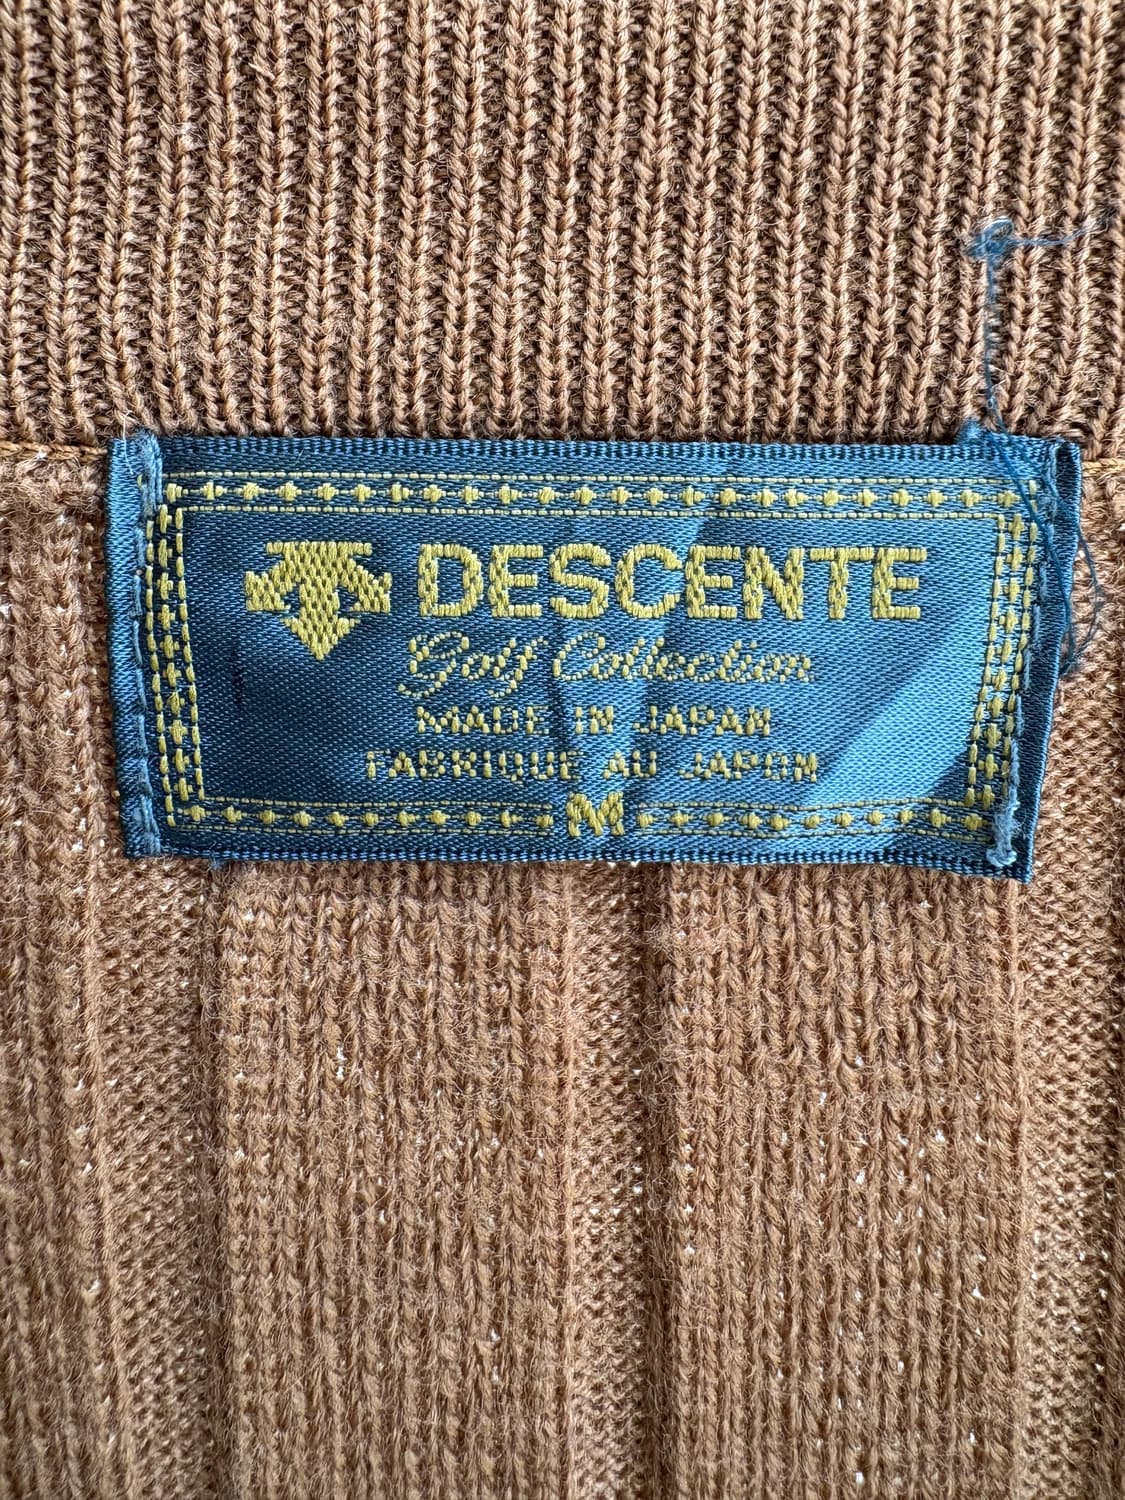 DESCENTE
Golf Collection
MADE IN JAPAN
FABRIQUE AU JAPON
M